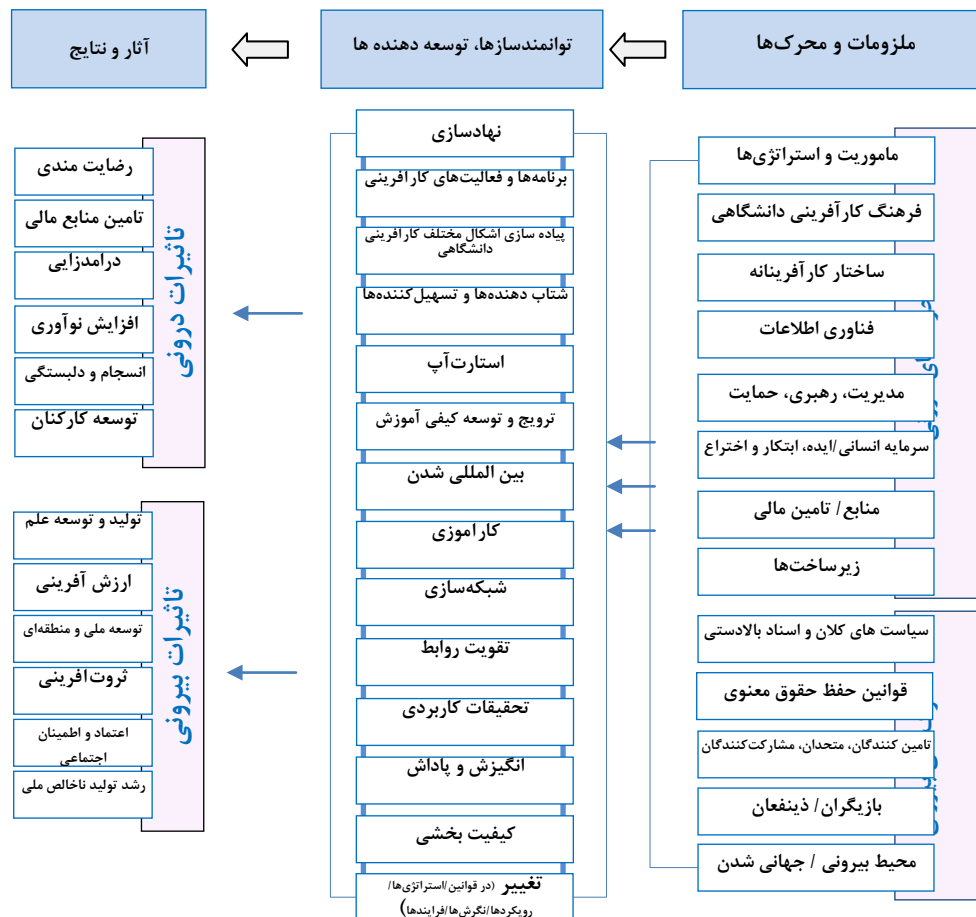 ملزومات و محرک‌ها
توانمندسازها، توسعه دهنده ها
آثار و نتایج
ماموریت و استراتژی‌ها
فرهنگ کارآفرینی دانشگاهی
ساختار کارآفرینانه
فناوری اطلاعات
مدیریت، رهبری، حمایت
سرمایه انسانی/ایده، ابتکار و اختراع
منابع/ تامین مالی
زیرساخت‌ها
سیاست های کلان و اسناد بالادستی
قوانین حفظ حقوق معنوی
تامین کنندگان، متحدان، مشارکت‌کنندگان
بازیگران/ ذینفعان
محیط بیرونی / جهانی شدن
نهادسازی
برنامه‌ها و فعالیت‌های کارافرینی
پیاده سازی اشکال مختلف کارافرینی
دانشگاهی
شتاب دهنده‌ها و تسهیل‌کننده‌ها
استارت‌آپ
ترویج و توسعه کیفی آموزش
بین المللی شدن
کاراموزی
شبکه‌سازی
تقویت روابط
تحقیقات کاربردی
انگیزش و پاداش
کیفیت بخشی
تغییر (در قوانین/استراتژی‌ها/
رویکردها/نگرش‌ها/فرایندها)
تاثیرات درونی
رضایت مندی
تامین منابع مالی
درامدزایی
افزایش نوآوری
انسجام و دلبستگی
توسعه کارکنان
تاثیرات بیرونی
تولید و توسعه علم
ارزش آفرینی
توسعه ملی و منطقه‌ای
ثروت‌افرینی
اعتماد و اطمینان
اجتماعی
رشد تولید ناخالص ملی